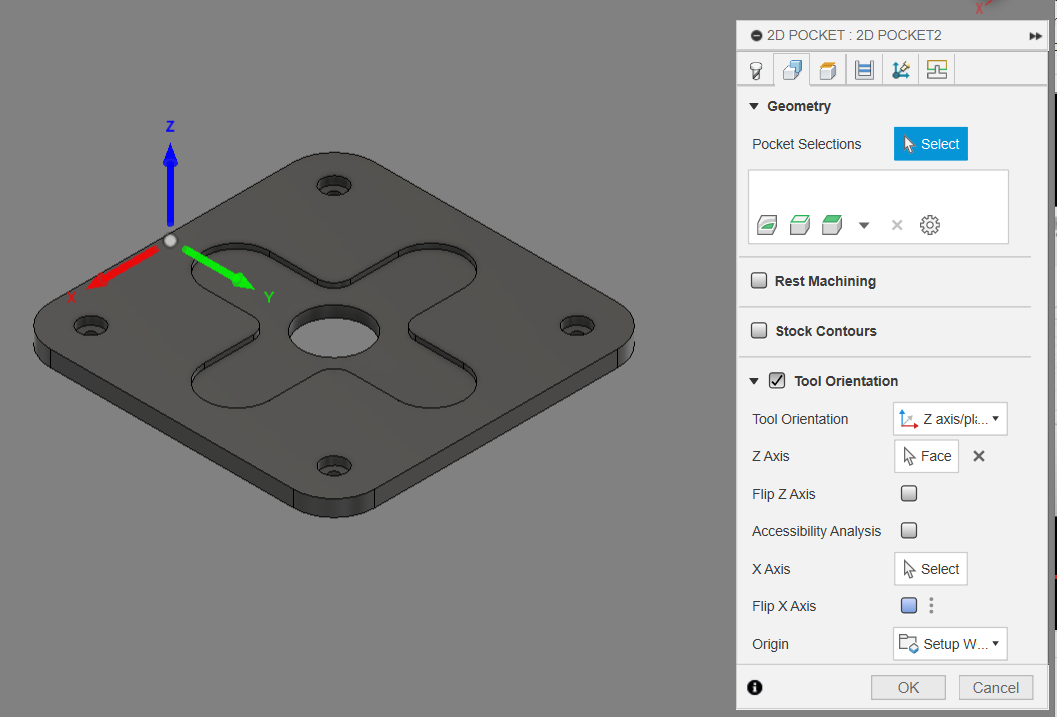 X
2D POCKET : 2D POCKET2
Geometry
Z
Pocket Selections
Select
Rest Machining
X
Y
Stock Contours
Tool Orientation
Tool Orientation
Z axis/pl...
Z Axis
Face
Flip Z Axis
Accessibility Analysis
X Axis
Select
Flip X Axis
Origin
Setup W...
OK
Cancel